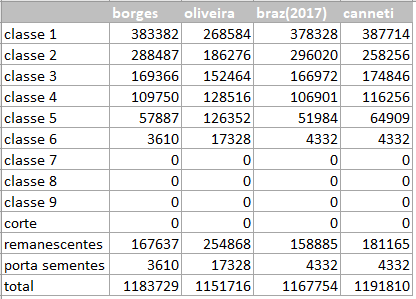 borges oliveira braz(2017) canneti
classe 1 383382 268584 378328 387714
classe 2 288487 186276 296020 258256
classe 3 169366 152464 166972 174846
classe 4 109750 128516 106901 116256
classe 5 57887 126352 51984 64909
classe 6 3610 17328 4332 4332
classe 7 0 0 0 0
classe 8 0 0 0 0
classe 9 0 0 0 0
corte 0 0 0 0
remanescentes 167637 254868 158885 181165
porta sementes 3610 17328 4332 4332
total 1183729 1151716 1167754 1191810